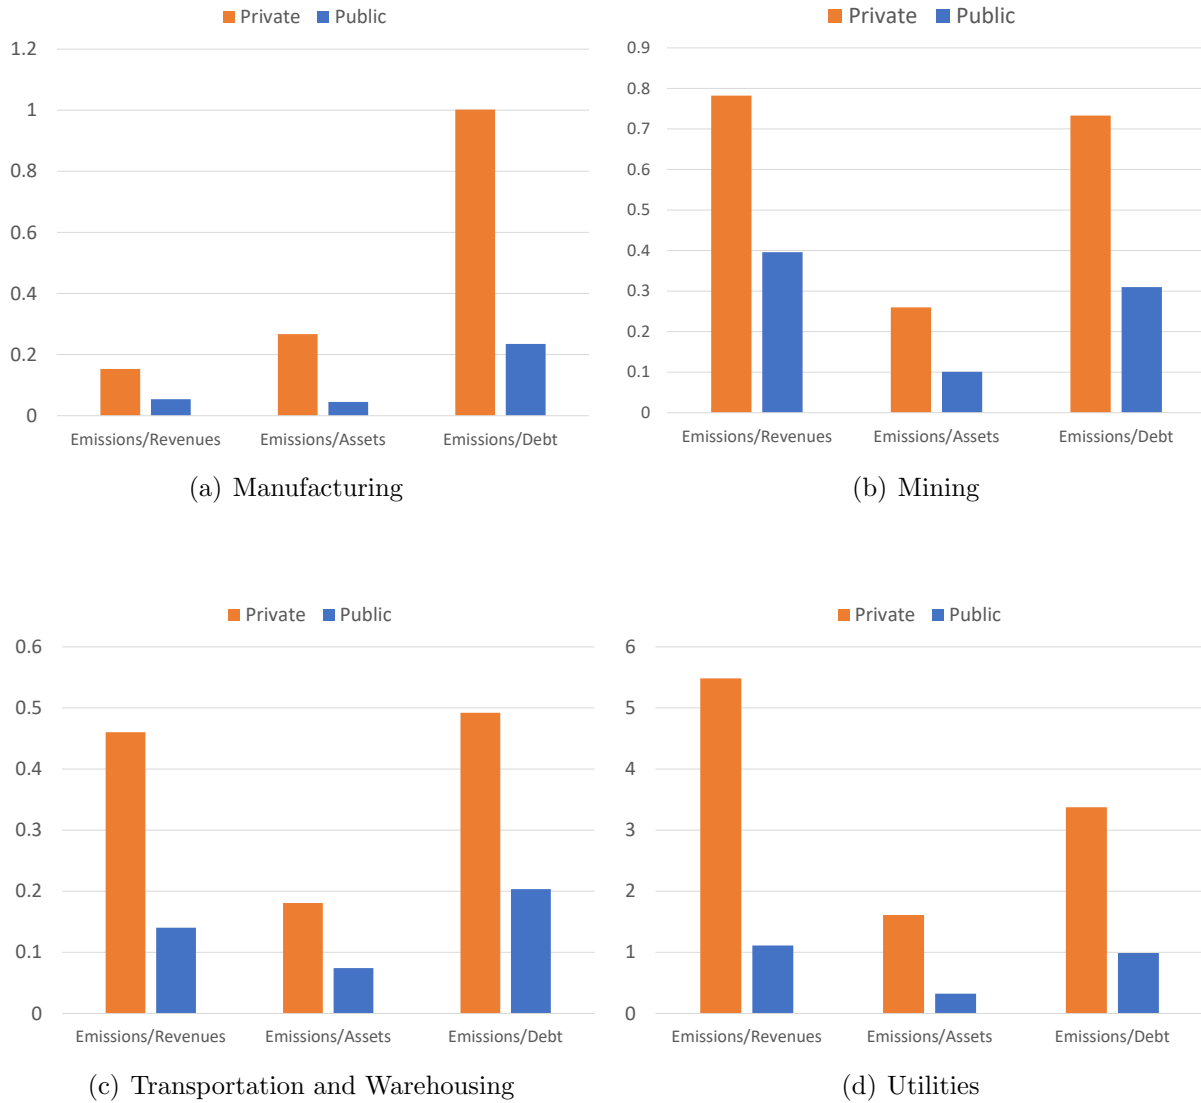 Private Public
1.2
1
0.8
0.6
0.4
0.2
0
Emissions/Revenues Emissions/Assets Emissions/Debt
(a) Manufacturing
Private Public
0.9
0.8
0.7
0.6
0.5
0.4
0.3
0.2
0.1
0
Emissions/Revenues Emissions/Assets Emissions/Debt
(b) Mining
Private Public
0.6
0.5
0.4
0.3
0.2
0.1
0
Emissions/Revenues Emissions/Assets Emissions/Debt
(c) Transportation and Warehousing
Private Public
6
5
4
3
2
1
0
Emissions/Revenues Emissions/Assets Emissions/Debt
(d) Utilities